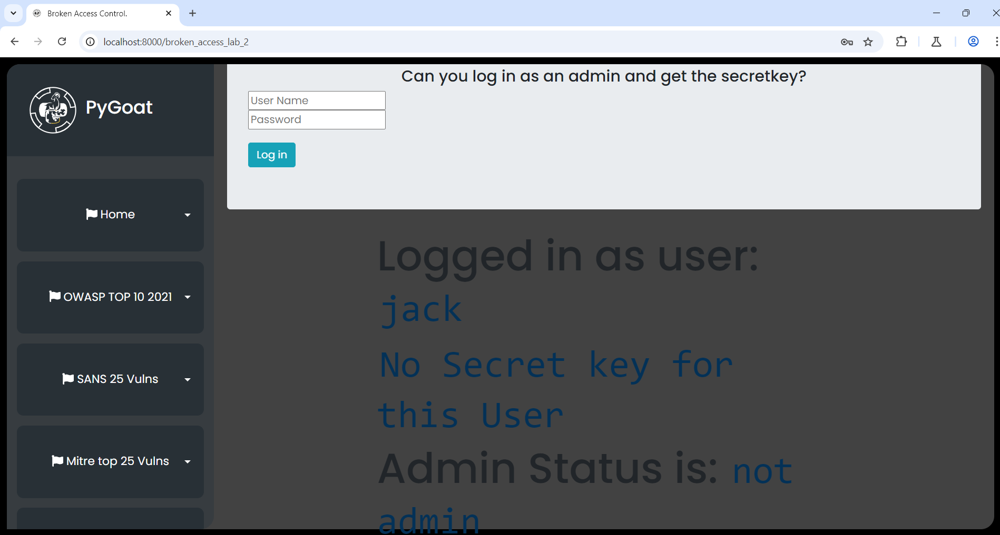 Broken Access Control.
localhost:8000/broken_access_lab_2
PyGoat
Home
OWASP TOP 10 2021
SANS 25 Vulns
Mitre top 25 Vulns
Can you log in as an admin and get the secretkey?
User Name
Password
Log in
Logged in as user:
jack
No Secret key for
this User
Admin Status is: not
admin